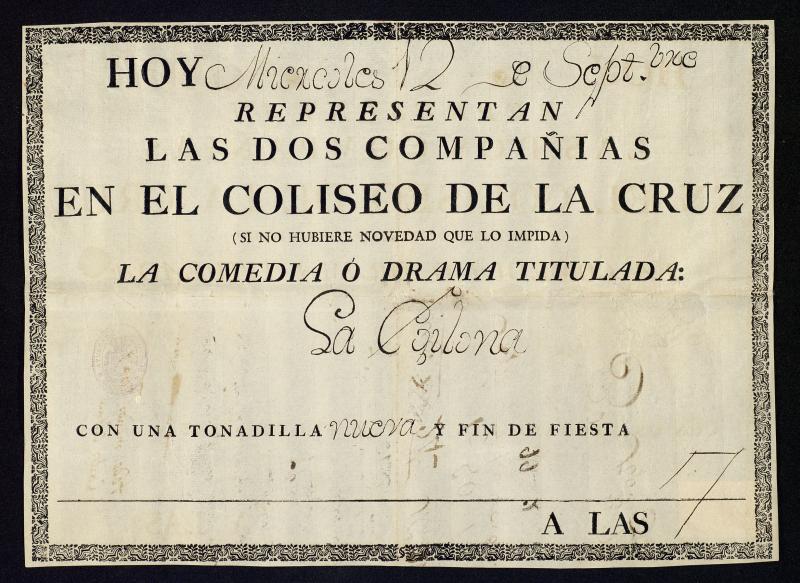 HOY Miercoles 12 de Sept.bre
REPRESENTAN
LAS DOS COMPAÑIAS
EN EL COLISEO DE LA CRUZ
(SI NO HUBIERE NOVEDAD QUE LO IMPIDA)
LA COMEDIA Ó DRAMA TITULADA:
La
CON UNA TONADILLA nueva Y FIN DE FIESTA
A LAS 7